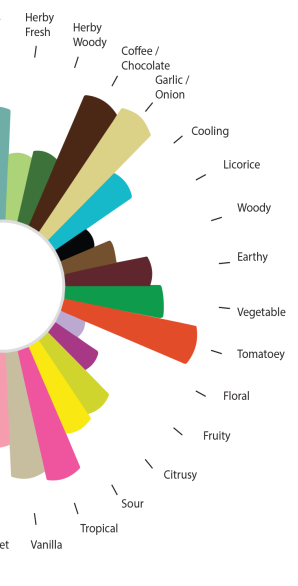 Herby
Fresh
Herby
Woody
Coffee /
Chocolate
Garlic /
Onion
Cooling
Licorice
Woody
Earthy
Vegetable
Tomatoey
Floral
Fruity
Citrusy
Sour
Tropical
Vanilla
et